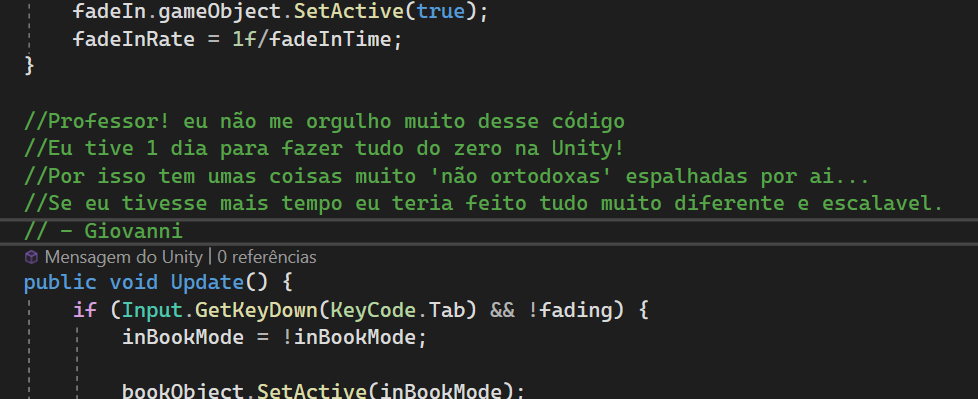 fadeIn.gameObject.SetActive(true);
fadeInRate = 1f/fadeInTime;
}
//Professor! eu não me orgulho muito desse código
//Eu tive 1 dia para fazer tudo do zero na Unity!
//Por isso tem umas coisas muito 'não ortodoxas' espalhadas por ai...
//Se eu tivesse mais tempo eu teria feito tudo muito diferente e escalavel.
// - Giovanni
Mensagem do Unity | 0 referências
public void Update() {
if (Input.GetKeyDown(KeyCode.Tab) && !fading) {
inBookMode = !inBookMode;
bookObject.SetActive(inBookMode);